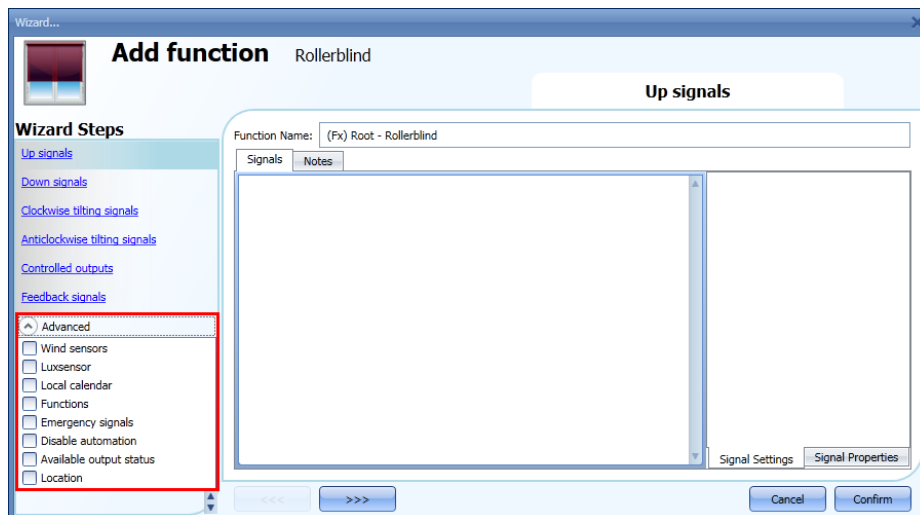 Wizard...
Add function Rollerblind
Up signals
Wizard Steps
Up signals
Down signals
Clockwise tilting signals
Anticlockwise tilting signals
Controlled outputs
Feedback signals
Advanced
Wind sensors
Luxsensor
Local calendar
Functions
Emergency signals
Disable automation
Available output status
Location
Function Name: (Fx) Root - Rollerblind
Signals Notes
Signal Settings Signal Properties
<<< >>> Cancel Confirm